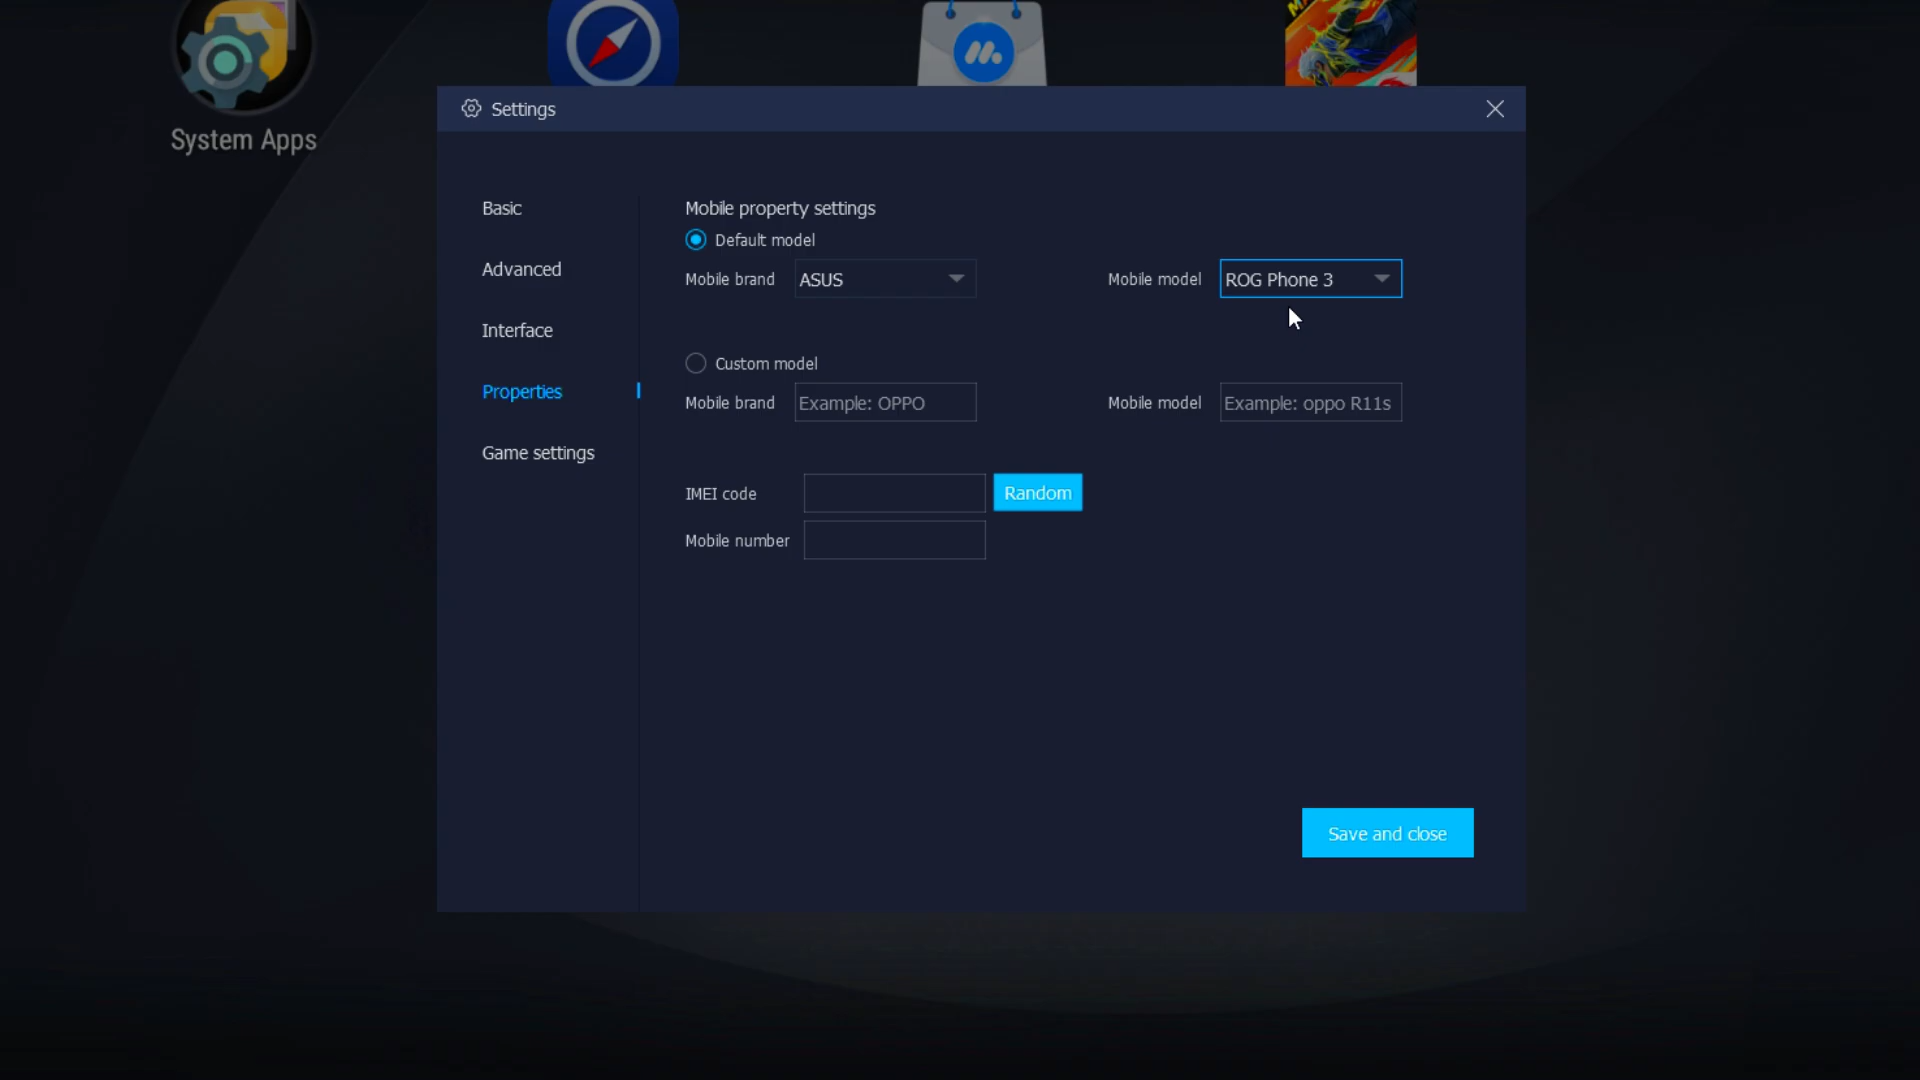 System Apps
Settings
Basic
Advanced
Interface
Properties
Game settings
Mobile property settings
Default model
Mobile brand ASUS Mobile model ROG Phone 3
Custom model
Mobile brand Example: OPPO Mobile model Example: oppo R11s
IMEI code Random
Mobile number
Save and close